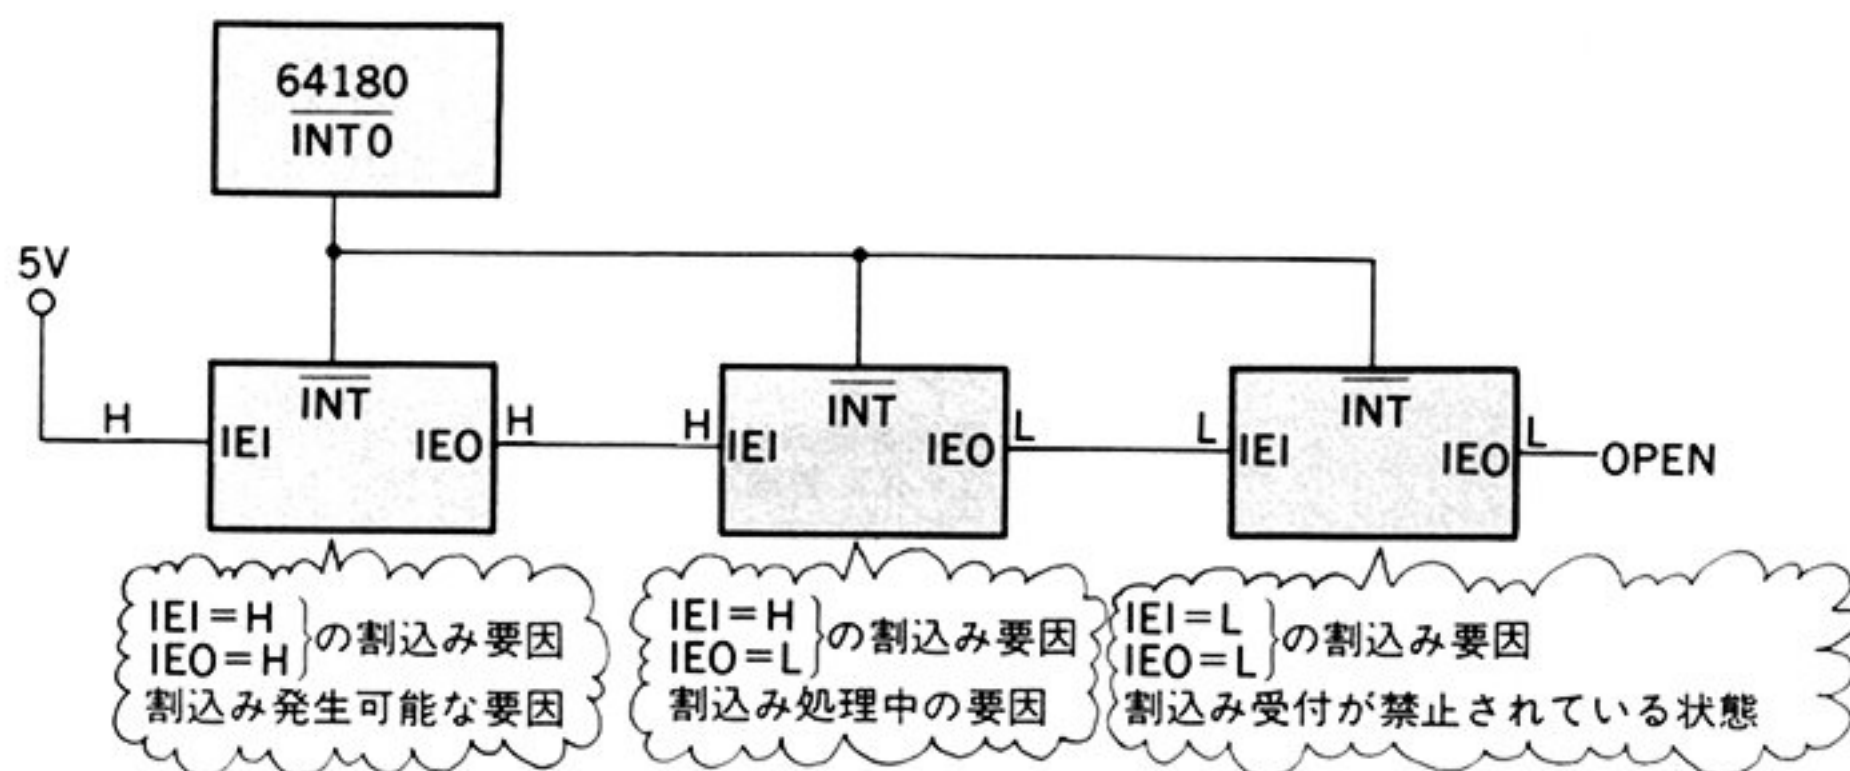 64180
INT0
5V
H
IEI
INT
IEO
H
H
IEI
INT
IEO
L
L
IEI
INT
IEO
L
OPEN
IEI=H
IEO=H
}の割込み要因
割込み発生可能な要因
IEI=H
IEO=L
}の割込み要因
割込み処理中の要因
IEI=L
IEO=L
}の割込み要因
割込み受付が禁止されている状態